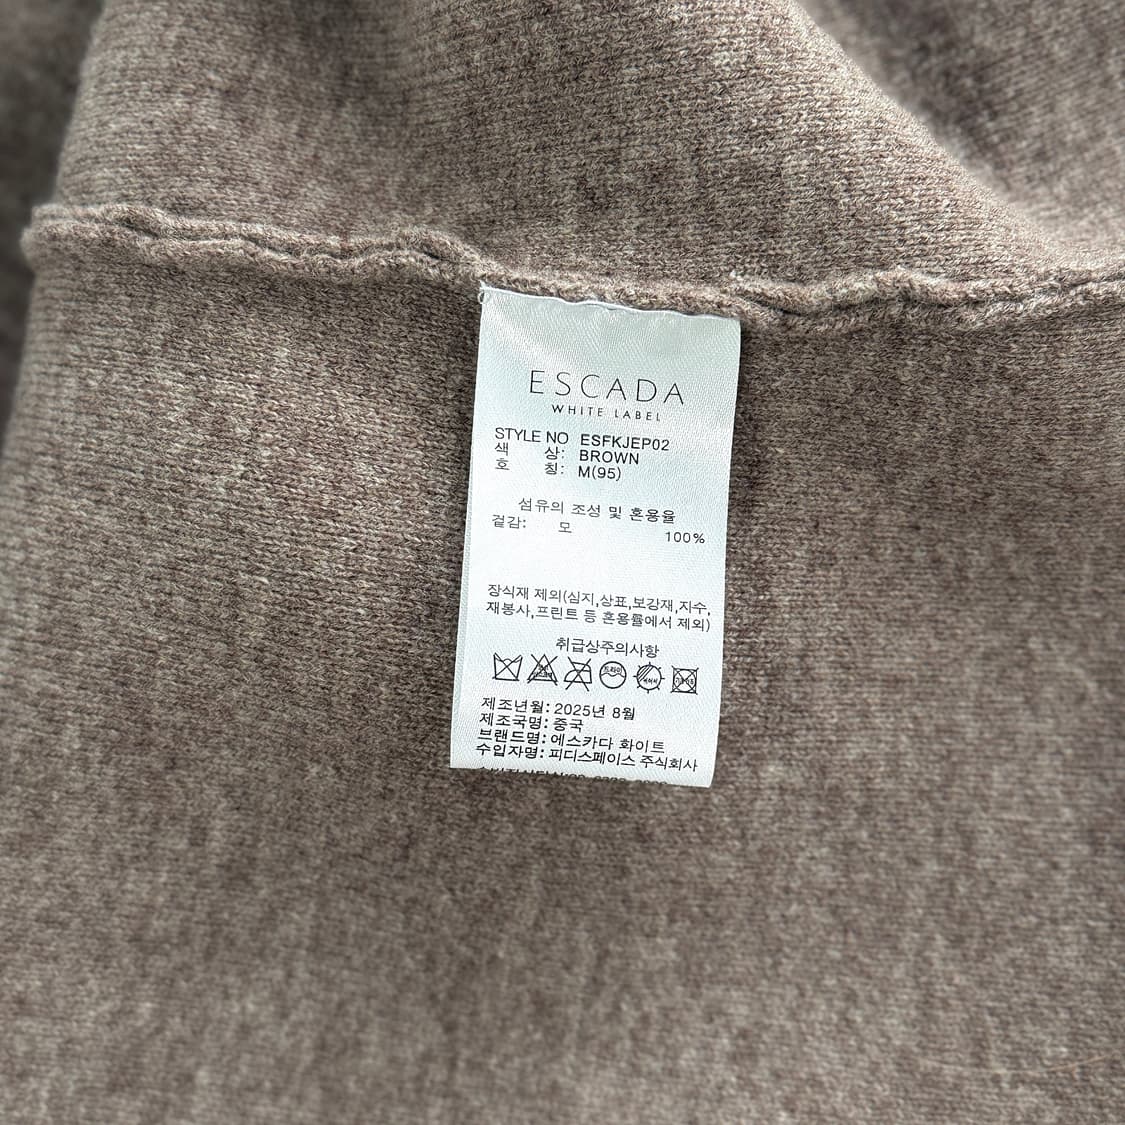 ESCADA
WHITE LABEL
STYLE NO ESFKJEP02
색 상: BROWN
호 칭: M(95)
섬유의 조성 및 혼용율
겉감: 모 100%
장식재 제외(심지,상표,보강재,자수,
재봉사,프린트 등 혼용률에서 제외)
취급상주의사항
드라이
제조년월: 2025년 8월
제조국명: 중국
브랜드명: 에스카다 화이트
수입자명: 피디스페이스 주식회사